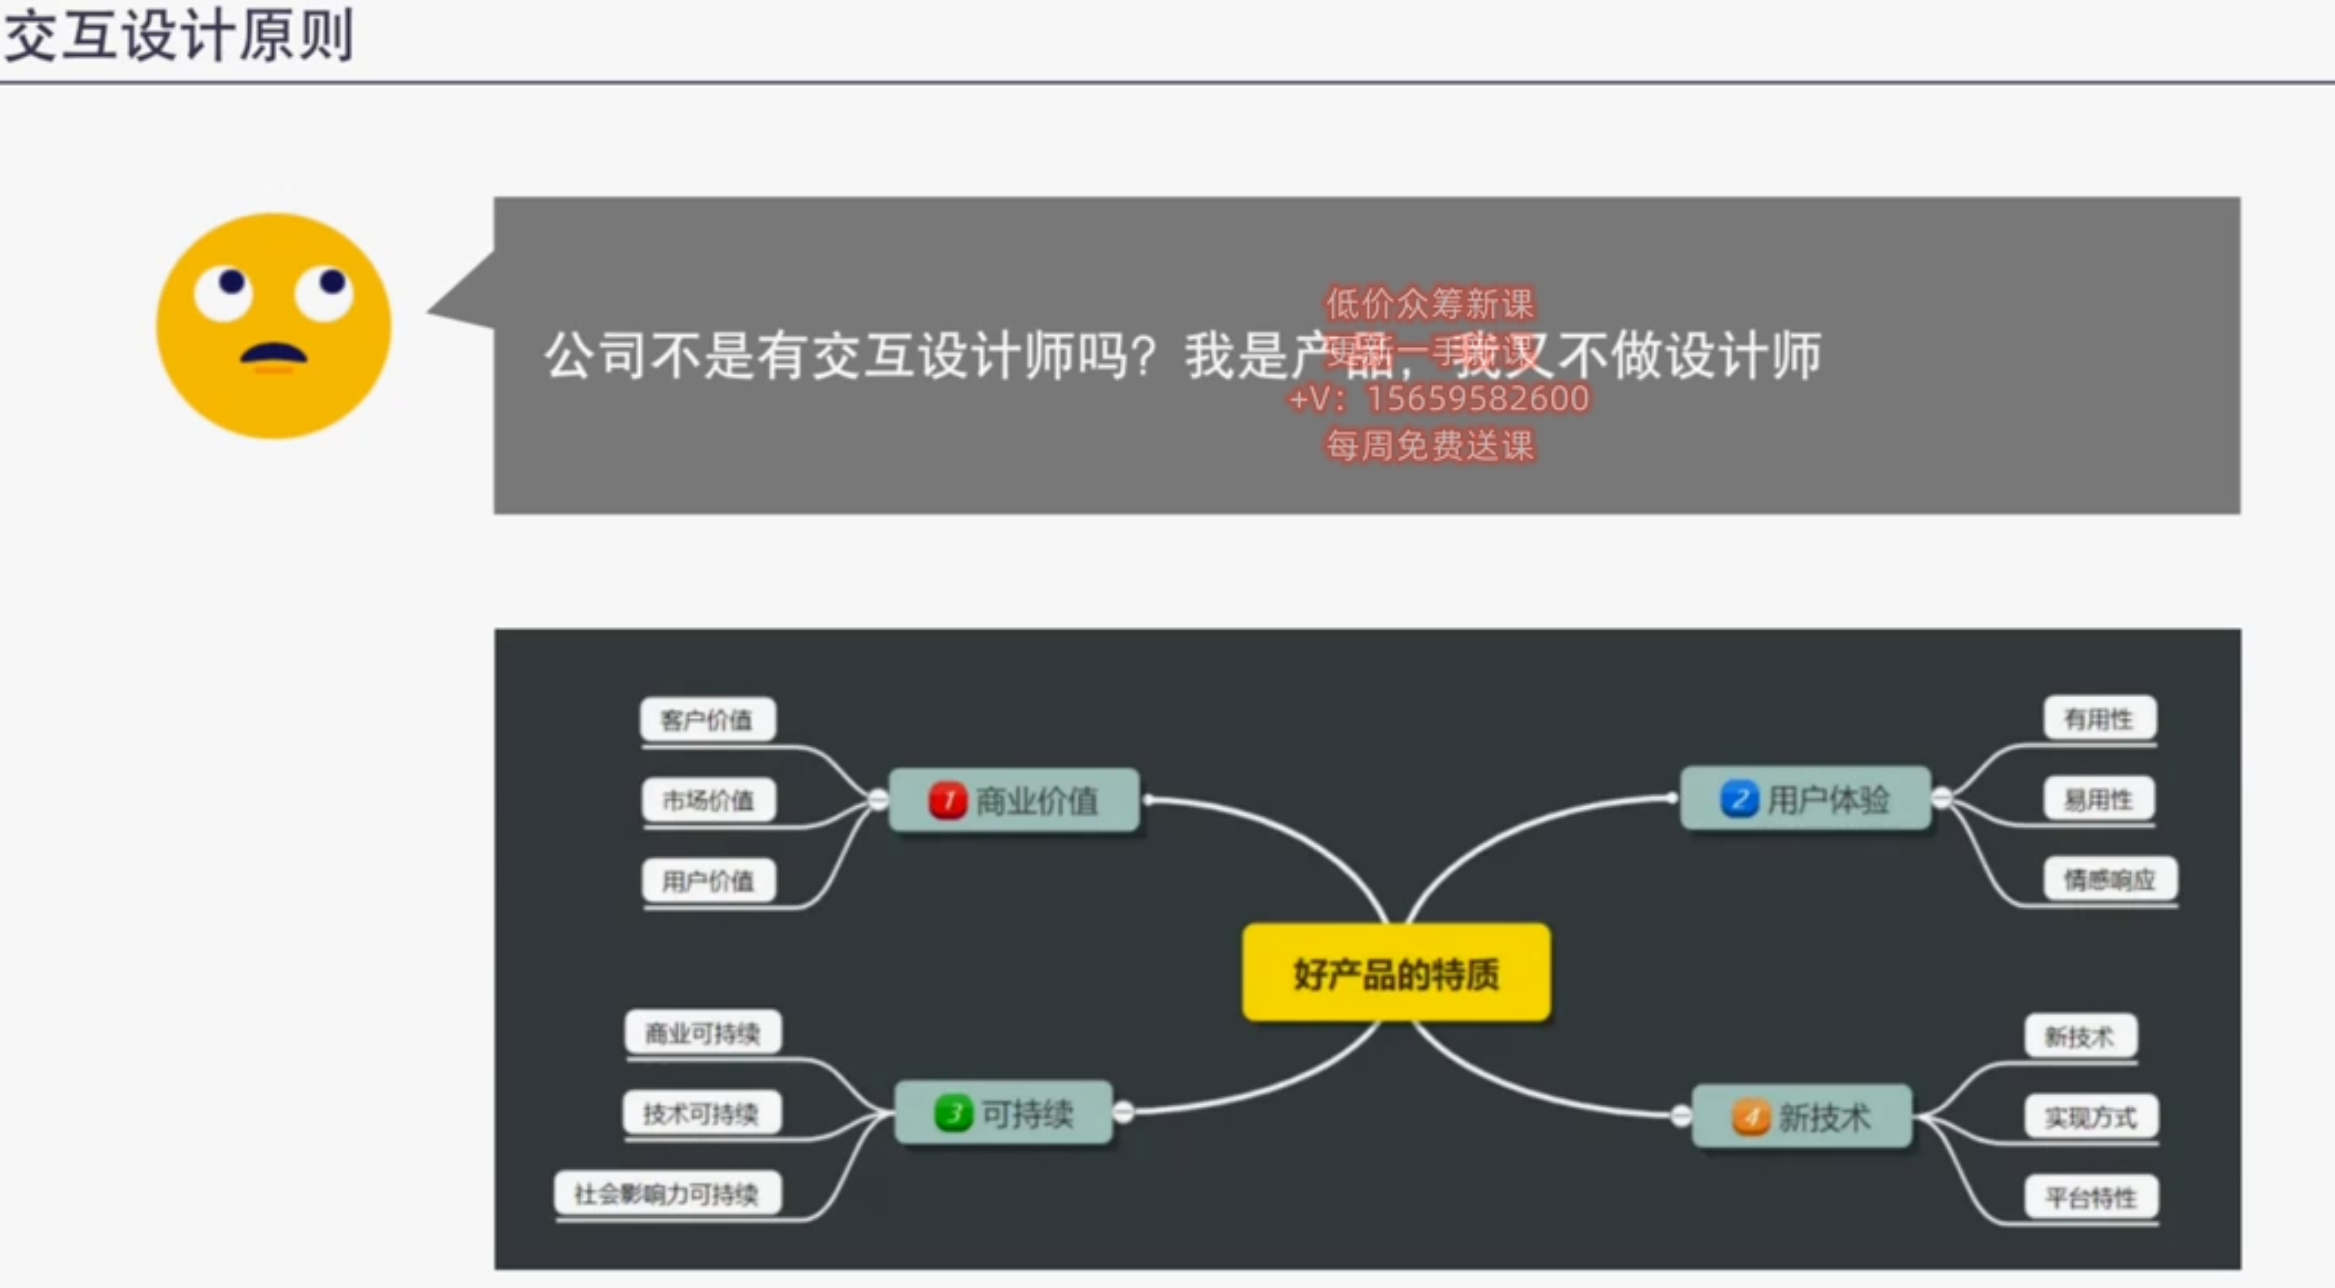 交互设计原则
公司不是有交互设计师吗？我是产品，我又不做设计师
低价众筹新课
更新一手新课
+V：15659582600
每周免费送课
好产品的特质
1 商业价值
客户价值
市场价值
用户价值
2 用户体验
有用性
易用性
情感响应
3 可持续
商业可持续
技术可持续
社会影响力可持续
4 新技术
新技术
实现方式
平台特性